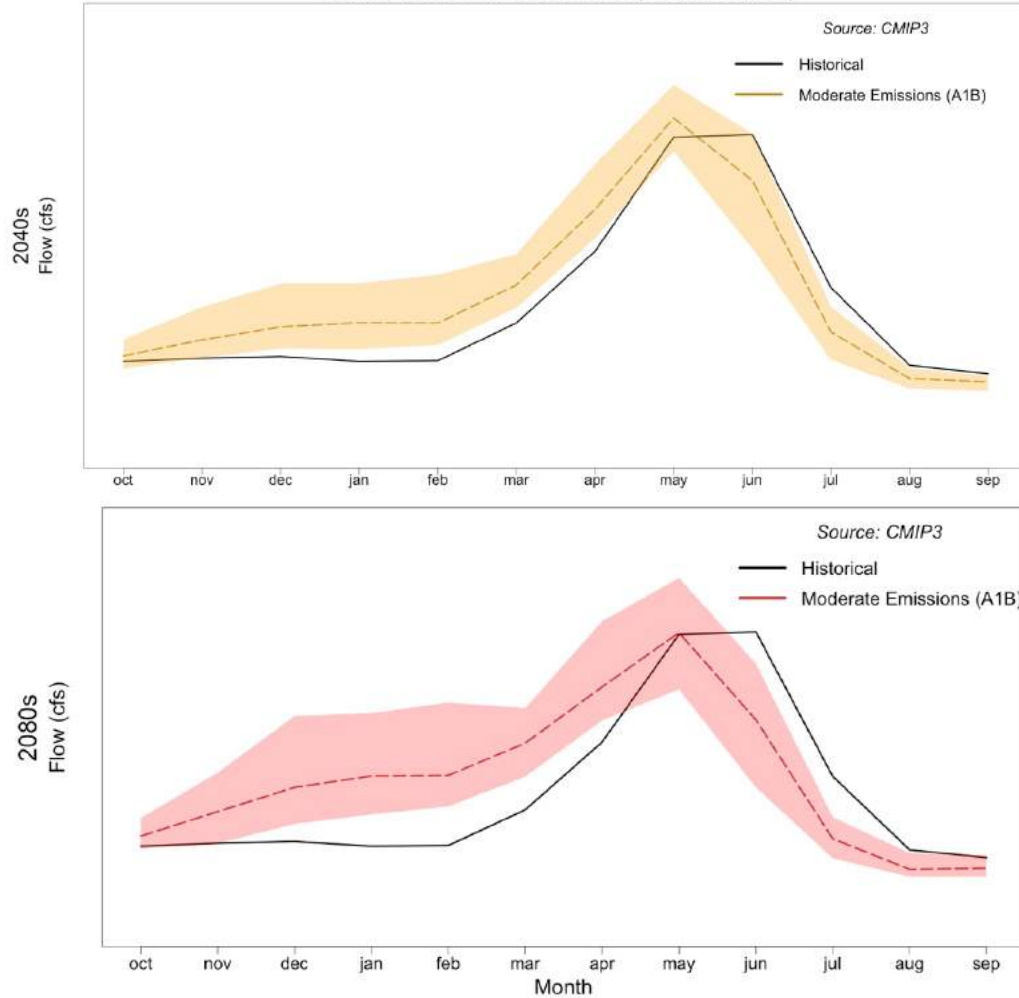 Source: CMIP3
Historical
Moderate Emissions (A1B)
2040s
Flow (cfs)
oct nov dec jan feb mar apr may jun jul aug sep
Source: CMIP3
Historical
Moderate Emissions (A1B)
2080s
Flow (cfs)
oct nov dec jan feb mar apr may jun jul aug sep
Month